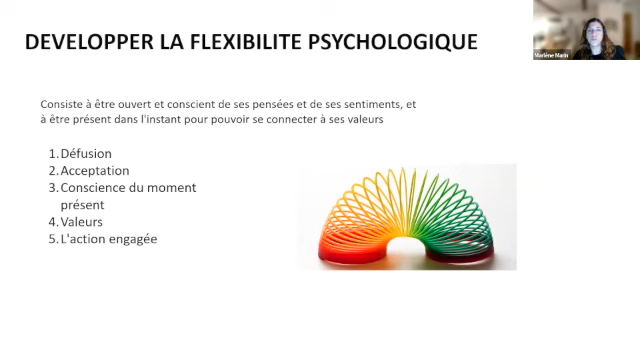 DEVELOPPER LA FLEXIBILITE PSYCHOLOGIQUE
Marlène Marin
Consiste à être ouvert et conscient de ses pensées et de ses sentiments, et
à être présent dans l'instant pour pouvoir se connecter à ses valeurs
1. Défusion
2. Acceptation
3. Conscience du moment
présent
4. Valeurs
5. L'action engagée